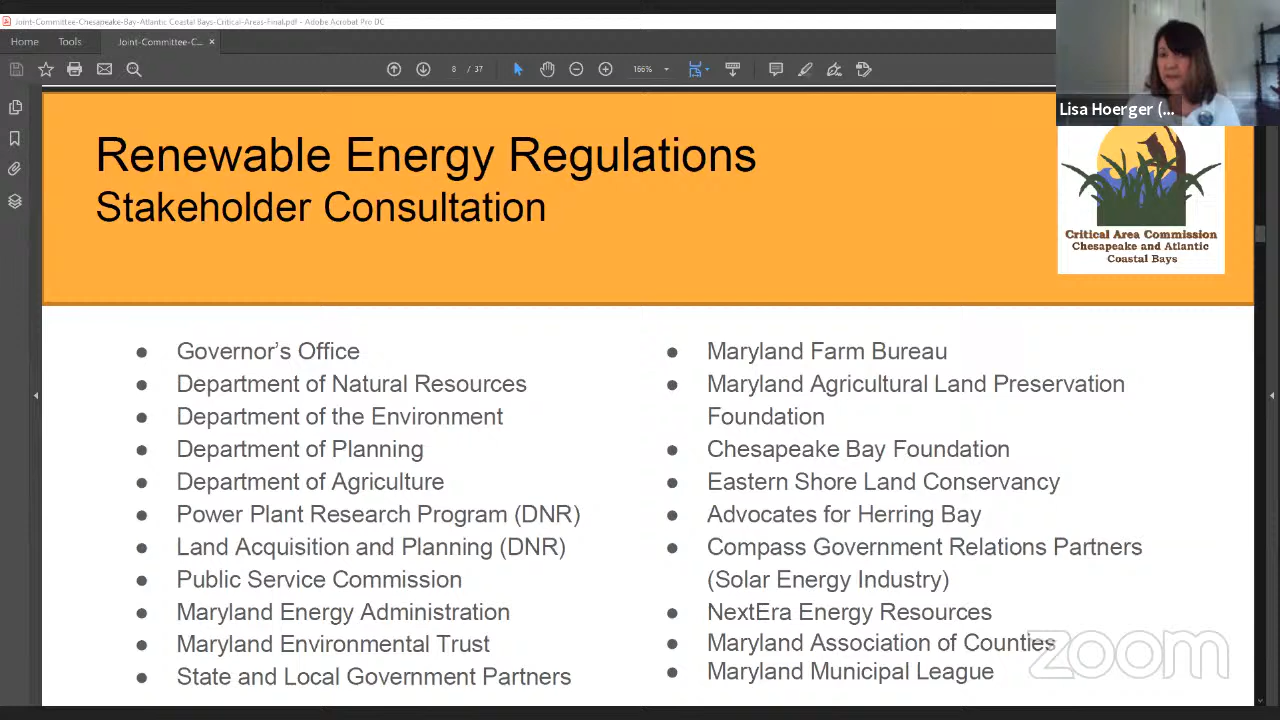 Joint-Committee-Chesapeake-Bay-Atlantic Coastal Bays-Critical-Areas-Final.pdf - Adobe Acrobat Pro DC
Home Tools Joint-Committee-C... ×
8 / 37 166%
Lisa Hoerger (...
Renewable Energy Regulations
Stakeholder Consultation
Critical Area Commission
Chesapeake and Atlantic
Coastal Bays
● Governor’s Office
● Department of Natural Resources
● Department of the Environment
● Department of Planning
● Department of Agriculture
● Power Plant Research Program (DNR)
● Land Acquisition and Planning (DNR)
● Public Service Commission
● Maryland Energy Administration
● Maryland Environmental Trust
● State and Local Government Partners
● Maryland Farm Bureau
● Maryland Agricultural Land Preservation
Foundation
● Chesapeake Bay Foundation
● Eastern Shore Land Conservancy
● Advocates for Herring Bay
● Compass Government Relations Partners
(Solar Energy Industry)
● NextEra Energy Resources
● Maryland Association of Counties
● Maryland Municipal League
zoom